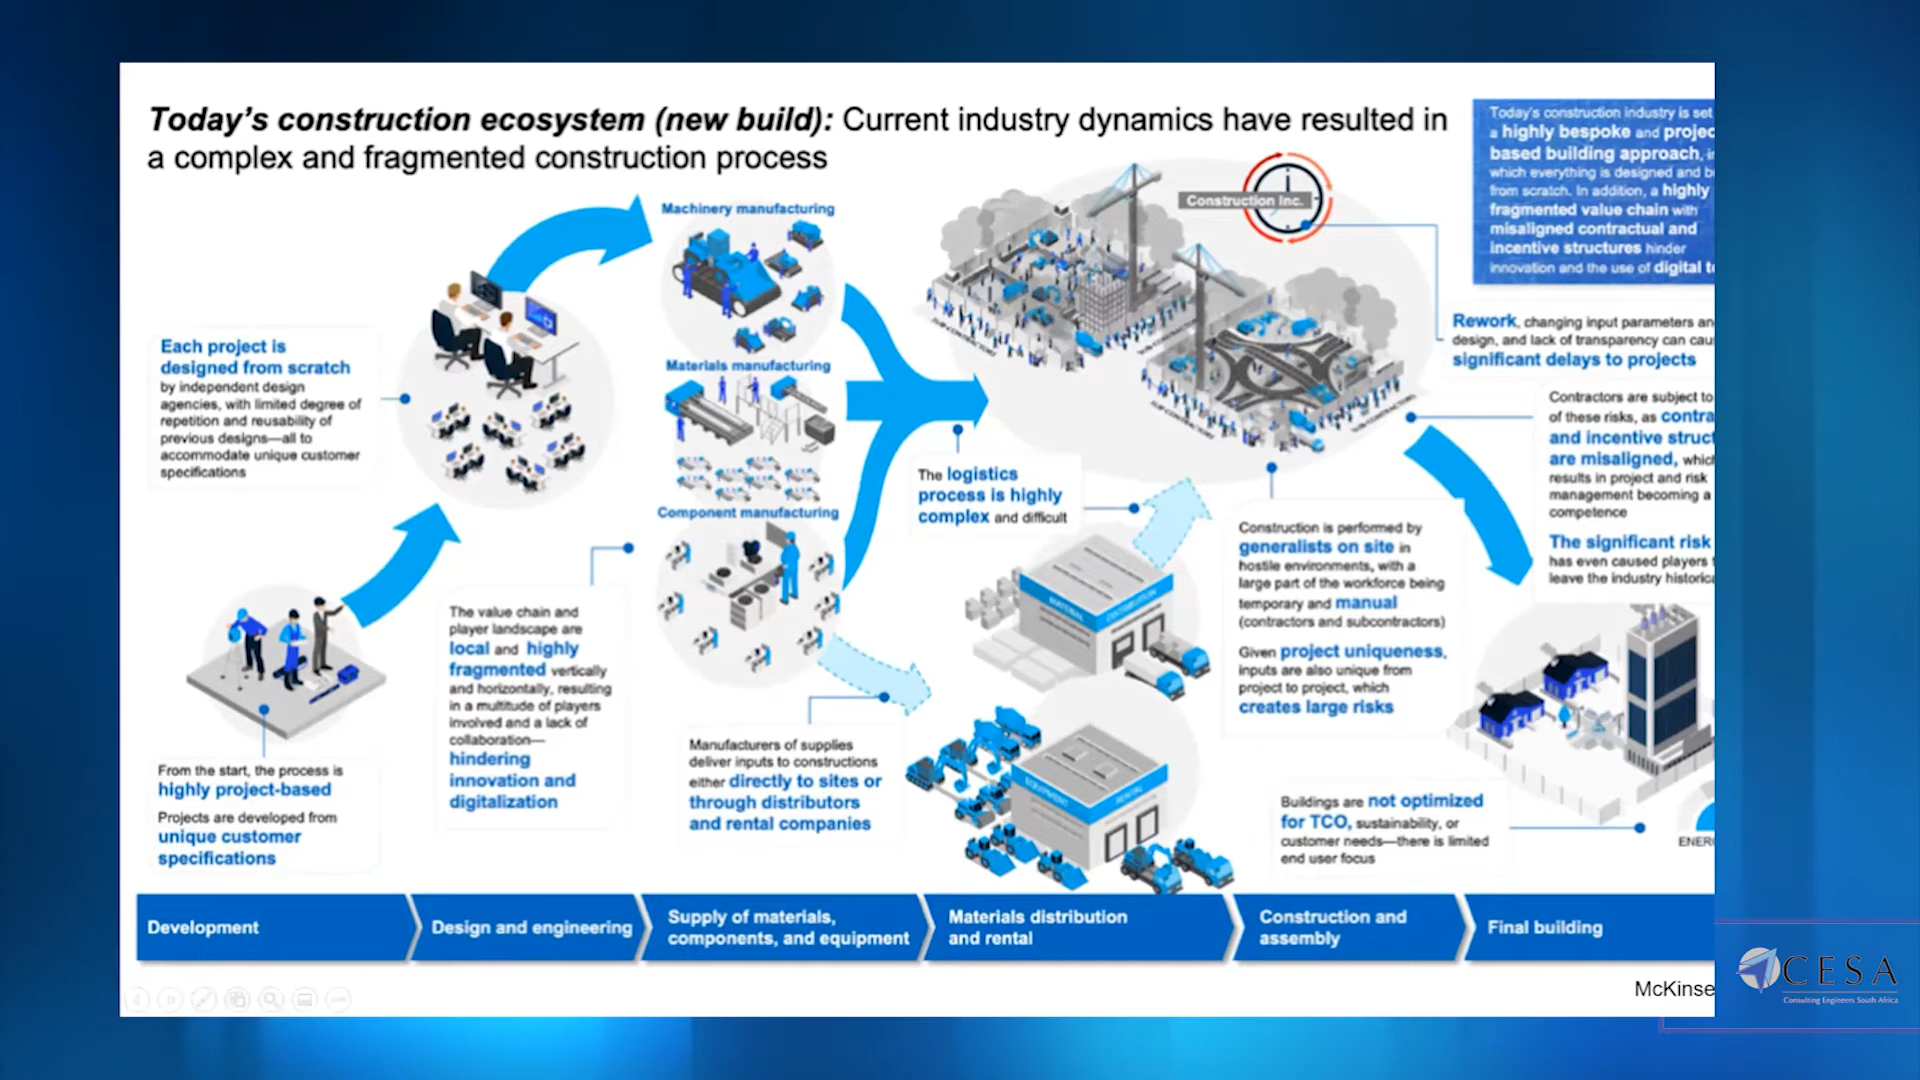 Today's construction ecosystem (new build): Current industry dynamics have resulted in
a complex and fragmented construction process
Today's construction industry is set
a highly bespoke and projec
based building approach, i
which everything is designed and b
from scratch. In addition, a highly
fragmented value chain with
misaligned contractual and
incentive structures hinder
innovation and the use of digital t
Machinery manufacturing
Construction Inc.
Each project is
designed from scratch
by independent design
agencies, with limited degree of
repetition and reusability of
previous designs—all to
accommodate unique customer
specifications
Materials manufacturing
Component manufacturing
Rework, changing input parameters an
design, and lack of transparency can cau
significant delays to projects
Contractors are subject to
of these risks, as contra
and incentive struct
are misaligned, which
results in project and risk
management becoming a
competence
The significant risk
has even caused players
leave the industry historica
The logistics
process is highly
complex and difficult
Construction is performed by
generalists on site in
hostile environments, with a
large part of the workforce being
temporary and manual
(contractors and subcontractors)
Given project uniqueness,
inputs are also unique from
project to project, which
creates large risks
The value chain and
player landscape are
local and highly
fragmented vertically
and horizontally, resulting
in a multitude of players
involved and a lack of
collaboration—
hindering
innovation and
digitalization
MATERIAL DISTRIBUTION
From the start, the process is
highly project-based
Projects are developed from
unique customer
specifications
Manufacturers of supplies
deliver inputs to constructions
either directly to sites or
through distributors
and rental companies
EQUIPMENT RENTAL
Buildings are not optimized
for TCO, sustainability, or
customer needs—there is limited
end user focus
ENER
Development
Design and engineering
Supply of materials,
components, and equipment
Materials distribution
and rental
Construction and
assembly
Final building
McKinse
CESA
Consulting Engineers South Africa